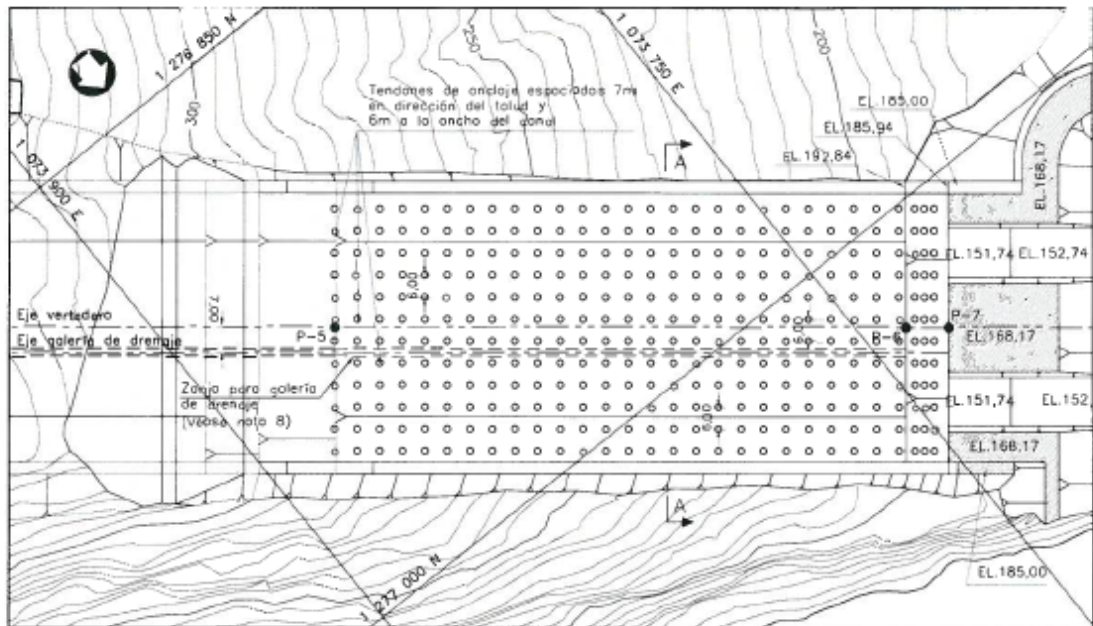 1 276 850 N
250
1 073 750 E
200
300
Tendones de anclaje espaciados 7m
en dirección del talud y
6m a lo ancho del canal
EL.185,00
EL.185,94
EL.192,84
A
1 073 900 E
EL.168,17
EL.151,74
EL.152,74
6,00
7,00
Eje vertedero
P-5
6,00
P-6
P-7
EL.168,17
Eje galería de drenaje
Zanja para galería
de drenaje
(Véase nota 8)
6,00
EL.151,74
EL.152,
EL.168,17
A
EL.185,00
1 277 000 N